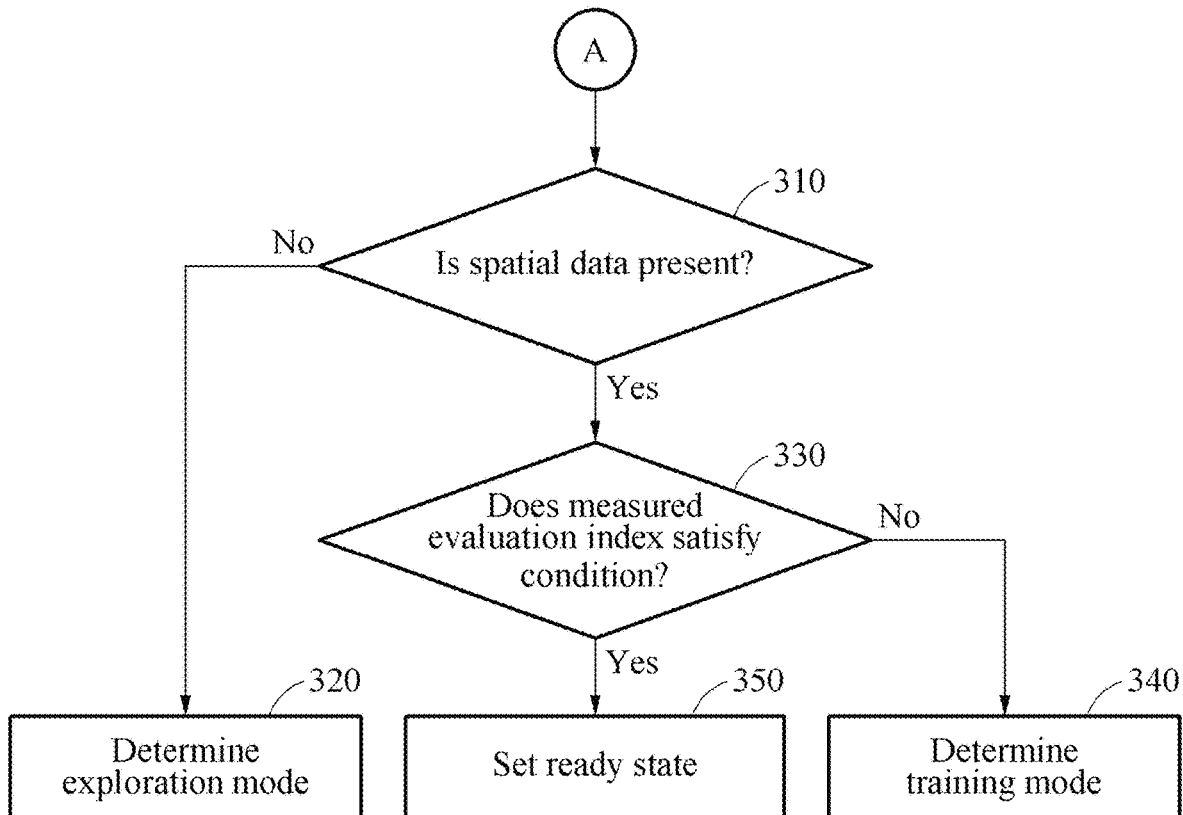 A
310
No
Is spatial data present?
Yes
330
Does measured
evaluation index satisfy
condition?
No
Yes
320
350
340
Determine
exploration mode
Set ready state
Determine
training mode